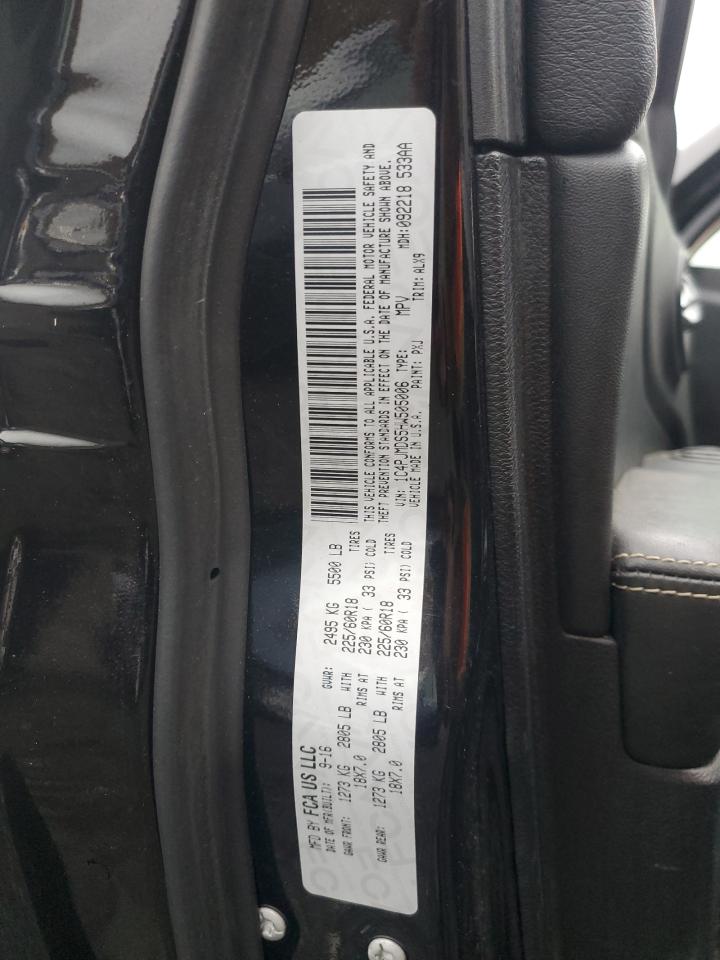 MFD BY FCA US LLC
DATE OF MFR(BUILT): 9-16 GVWR: 2495 KG 5500 LB
GAWR FRONT: 1273 KG 2805 LB WITH 225/60R18 TIRES
18X7.0 RIMS AT 230 KPA ( 33 PSI) COLD
GAWR REAR: 1273 KG 2805 LB WITH 225/60R18 TIRES
18X7.0 RIMS AT 230 KPA ( 33 PSI) COLD
THIS VEHICLE CONFORMS TO ALL APPLICABLE U.S.A. FEDERAL MOTOR VEHICLE SAFETY AND
THEFT PREVENTION STANDARDS IN EFFECT ON THE DATE OF MANUFACTURE SHOWN ABOVE.
VIN: 1C4PJMDS5HW505006 TYPE: MPV MDH: 092218 533AA
VEHICLE MADE IN U.S.A. PAINT: PXJ TRIM: ALX9